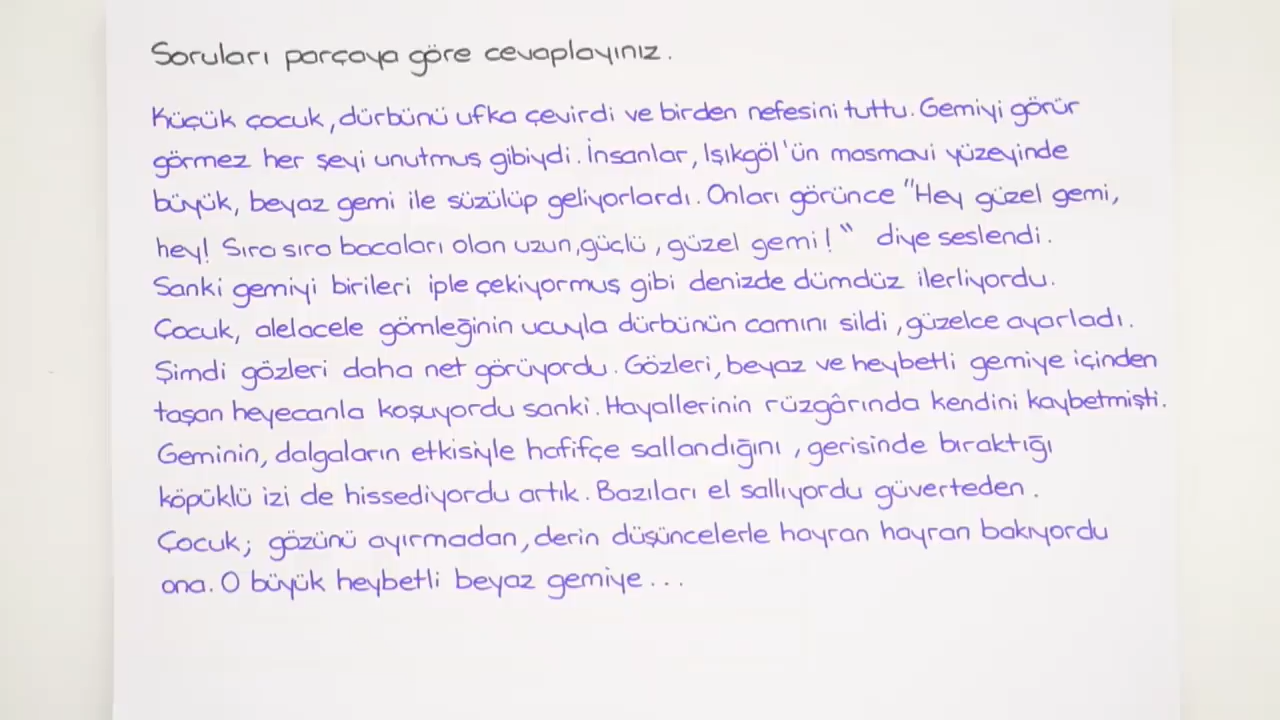 Soruları parçaya göre cevaplayınız.
Küçük çocuk, dürbünü ufka çevirdi ve birden nefesini tuttu. Gemiyi görür
görmez her şeyi unutmuş gibiydi. İnsanlar, Işıkgöl'ün masmavi yüzeyinde
büyük, beyaz gemi ile süzülüp geliyorlardı. Onları görünce "Hey güzel gemi,
hey! Sıra sıra bacaları olan uzun,güçlü, güzel gemi!" diye seslendi.
Sanki gemiyi birileri iple çekiyormuş gibi denizde dümdüz ilerliyordu.
Çocuk, alelacele gömleğinin ucuyla dürbünün camını sildi, güzelce ayarladı.
Şimdi gözleri daha net görüyordu. Gözleri, beyaz ve heybetli gemiye içinden
taşan heyecanla koşuyordu sanki. Hayallerinin rüzgârında kendini kaybetmişti.
Geminin, dalgaların etkisiyle hafifçe sallandığını, gerisinde bıraktığı
köpüklü izi de hissediyordu artık. Bazıları el sallıyordu güverteden.
Çocuk; gözünü ayırmadan, derin düşüncelerle hayran hayran bakıyordu
ona. O büyük heybetli beyaz gemiye...